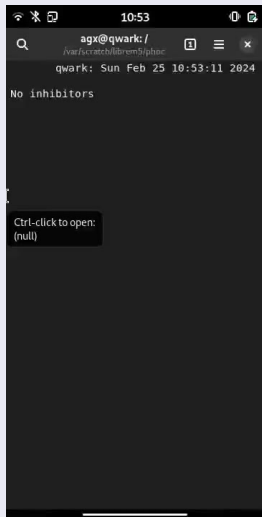 10:53
agx@qwark: /
/var/scratch/librem5/phoc
1
qwark: Sun Feb 25 10:53:11 2024
No inhibitors
Ctrl-click to open:
(null)